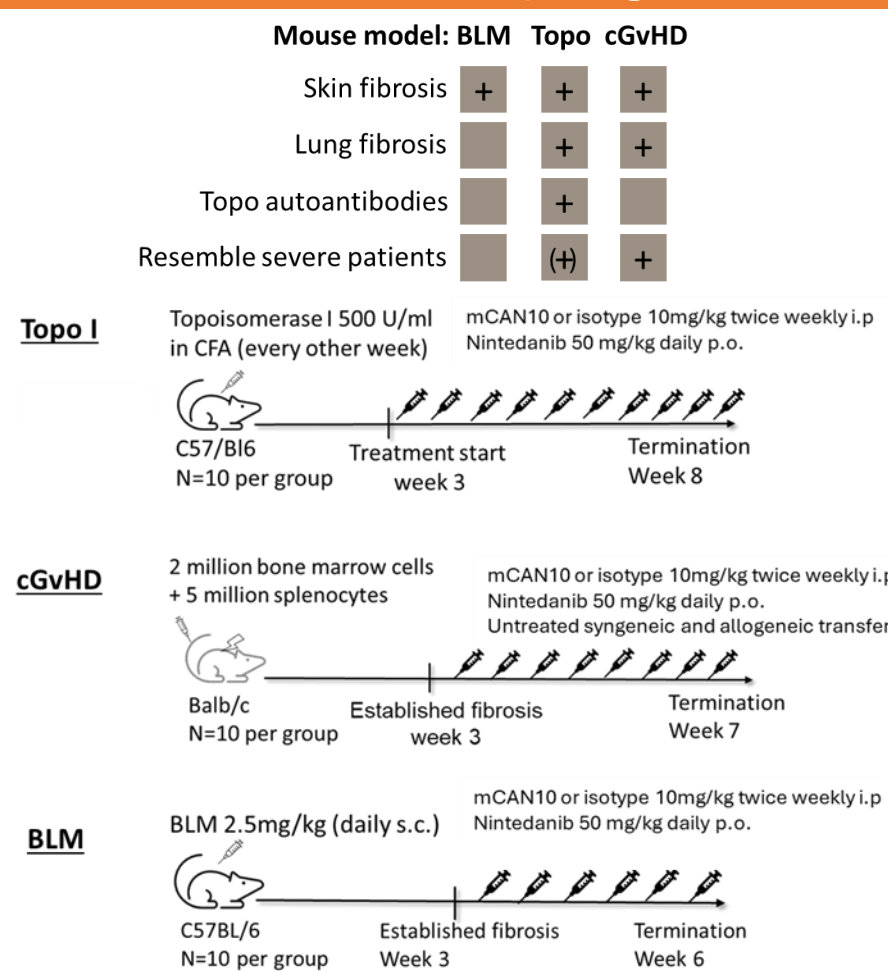 Mouse model: BLM Topo cGvHD
Skin fibrosis + + +
Lung fibrosis + +
Topo autoantibodies +
Resemble severe patients (+) +
Topo I
Topoisomerase I 500 U/ml
in CFA (every other week)
mCAN10 or isotype 10mg/kg twice weekly i.p
Nintedanib 50 mg/kg daily p.o.
C57/Bl6
N=10 per group
Treatment start
week 3
Termination
Week 8
cGvHD
2 million bone marrow cells
+ 5 million splenocytes
mCAN10 or isotype 10mg/kg twice weekly i.p
Nintedanib 50 mg/kg daily p.o.
Untreated syngeneic and allogeneic transfer
Balb/c
N=10 per group
Established fibrosis
week 3
Termination
Week 7
BLM
BLM 2.5mg/kg (daily s.c.)
mCAN10 or isotype 10mg/kg twice weekly i.p
Nintedanib 50 mg/kg daily p.o.
C57BL/6
N=10 per group
Established fibrosis
Week 3
Termination
Week 6